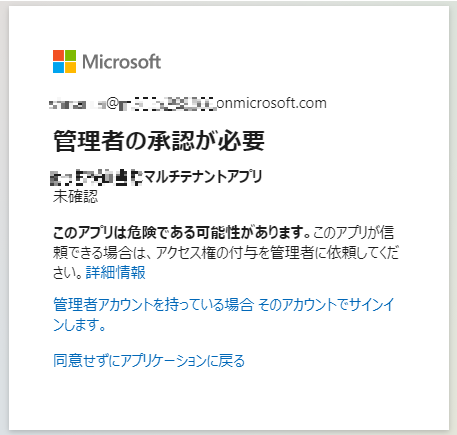 Microsoft
onmicrosoft.com
管理者の承認が必要
マルチテナントアプリ
未確認
このアプリは危険である可能性があります。このアプリが信
頼できる場合は、アクセス権の付与を管理者に依頼してくだ
さい。詳細情報
管理者アカウントを持っている場合 そのアカウントでサインイ
ンします。
同意せずにアプリケーションに戻る